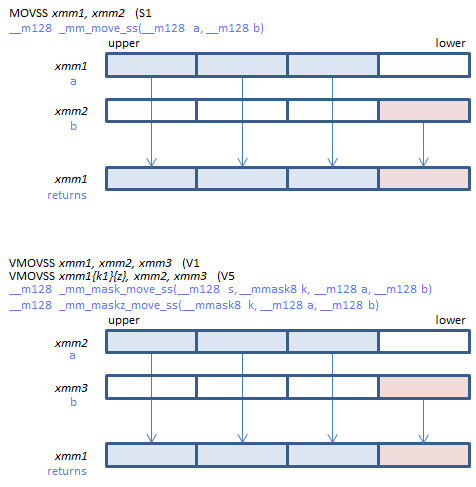 MOVSS xmm1, xmm2 (S1
__m128 _mm_move_ss(__m128 a, __m128 b)
upper lower
xmm1
a
xmm2
b
xmm1
returns
VMOVSS xmm1, xmm2, xmm3 (V1
VMOVSS xmm1{k1}{z}, xmm2, xmm3 (V5
__m128 _mm_mask_move_ss(__m128 s, __mmask8 k, __m128 a, __m128 b)
__m128 _mm_maskz_move_ss(__mmask8 k, __m128 a, __m128 b)
upper lower
xmm2
a
xmm3
b
xmm1
returns